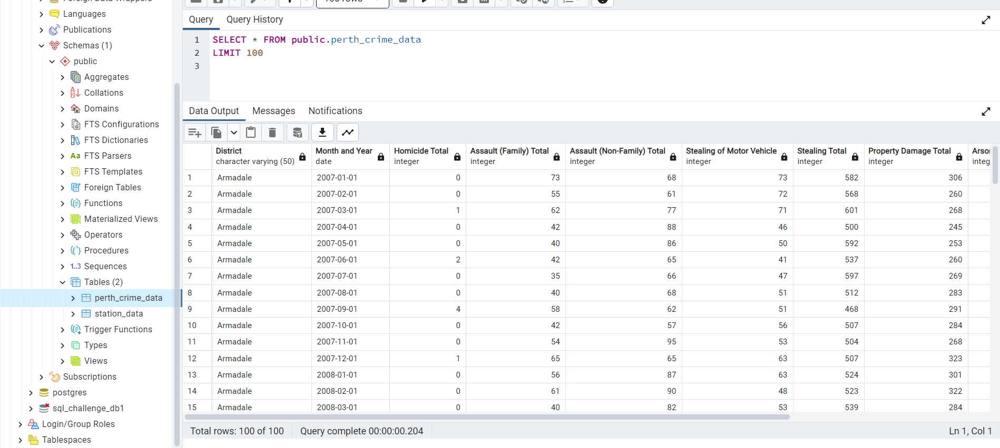 Languages
Publications
Schemas (1)
public
Aggregates
Collations
Domains
FTS Configurations
FTS Dictionaries
Aa FTS Parsers
FTS Templates
Foreign Tables
Functions
Materialized Views
Operators
Procedures
1..3 Sequences
Tables (2)
perth_crime_data
station_data
Trigger Functions
Types
Views
Subscriptions
postgres
sql_challenge_db1
Login/Group Roles
Tablespaces
Query Query History
1 SELECT * FROM public.perth_crime_data
2 LIMIT 100
3
Data Output Messages Notifications
District Month and Year Homicide Total Assault (Family) Total Assault (Non-Family) Total Stealing of Motor Vehicle Stealing Total Property Damage Total
character varying (50) date integer integer integer integer integer integer
1 Armadale 2007-01-01 0 73 68 73 582 306
2 Armadale 2007-02-01 0 55 61 72 568 260
3 Armadale 2007-03-01 1 62 77 71 601 268
4 Armadale 2007-04-01 0 42 88 46 500 245
5 Armadale 2007-05-01 0 40 86 50 592 253
6 Armadale 2007-06-01 2 42 65 41 537 260
7 Armadale 2007-07-01 0 35 66 47 597 269
8 Armadale 2007-08-01 0 40 68 51 512 283
9 Armadale 2007-09-01 4 58 62 51 468 291
10 Armadale 2007-10-01 0 42 57 56 507 284
11 Armadale 2007-11-01 0 54 95 53 504 268
12 Armadale 2007-12-01 1 65 65 63 507 323
13 Armadale 2008-01-01 0 56 87 63 524 301
14 Armadale 2008-02-01 0 61 90 48 523 322
15 Armadale 2008-03-01 0 40 82 53 539 284
Total rows: 100 of 100 Query complete 00:00:00.204 Ln 1, Col 1